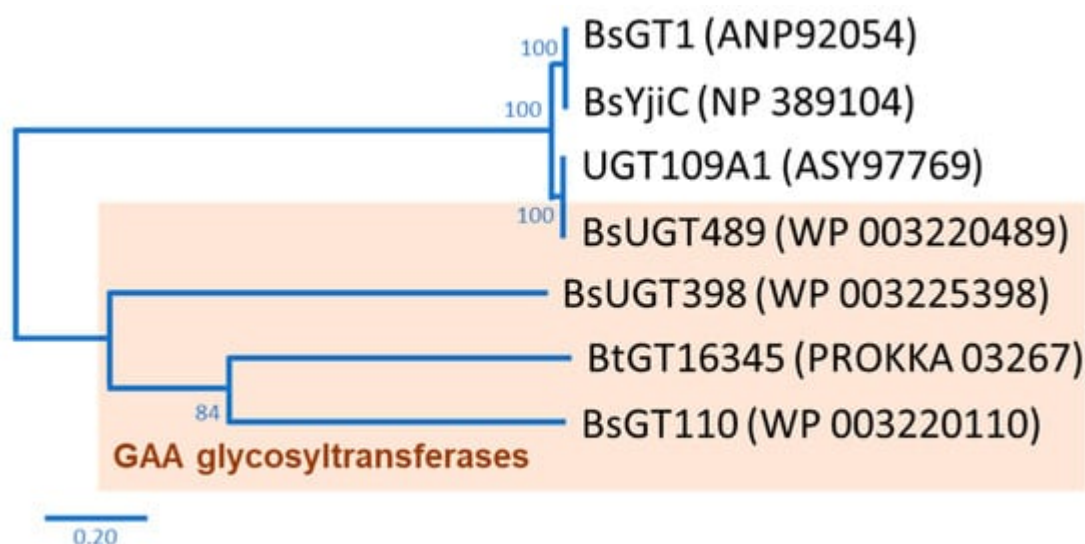 100
BsGT1 (ANP92054)
100
BsYjiC (NP 389104)
UGT109A1 (ASY97769)
100
BsUGT489 (WP 003220489)
BsUGT398 (WP 003225398)
BtGT16345 (PROKKA 03267)
84
BsGT110 (WP 003220110)
GAA glycosyltransferases
0.20